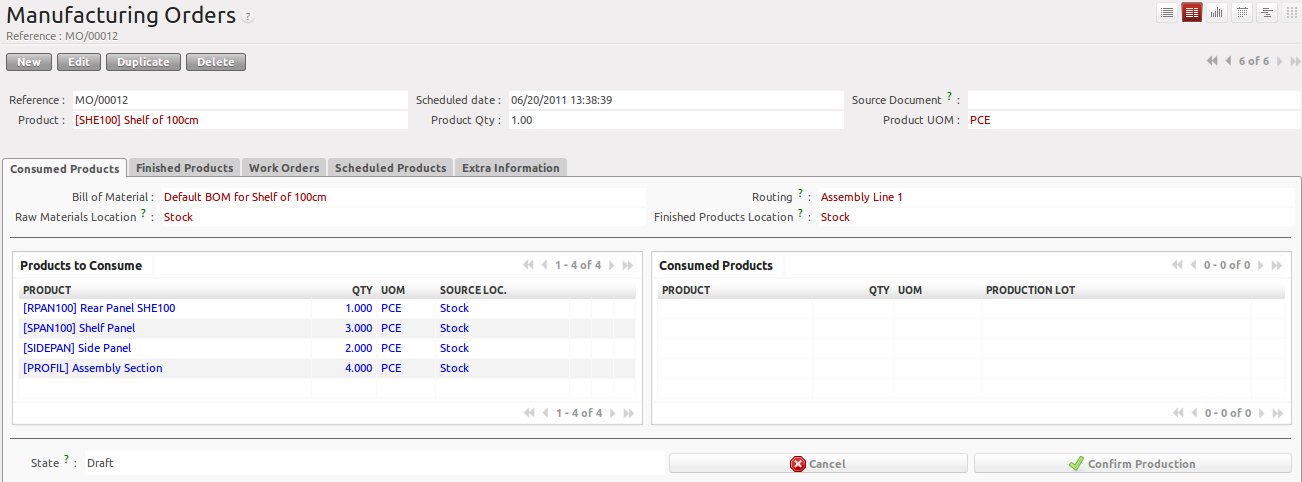 Manufacturing Orders ?
Reference : MO/00012
New Edit Duplicate Delete 6 of 6
Reference : MO/00012 Scheduled date : 06/20/2011 13:38:39 Source Document ? :
Product : [SHE100] Shelf of 100cm Product Qty : 1.00 Product UOM : PCE
Consumed Products Finished Products Work Orders Scheduled Products Extra Information
Bill of Material : Default BOM for Shelf of 100cm Routing ? : Assembly Line 1
Raw Materials Location ? : Stock Finished Products Location ? : Stock
Products to Consume 1 - 4 of 4 Consumed Products 0 - 0 of 0
PRODUCT QTY UOM SOURCE LOC. PRODUCT QTY UOM PRODUCTION LOT
[RPAN100] Rear Panel SHE100 1.000 PCE Stock
[SPAN100] Shelf Panel 3.000 PCE Stock
[SIDEPAN] Side Panel 2.000 PCE Stock
[PROFIL] Assembly Section 4.000 PCE Stock
1 - 4 of 4 0 - 0 of 0
State ? : Draft Cancel Confirm Production